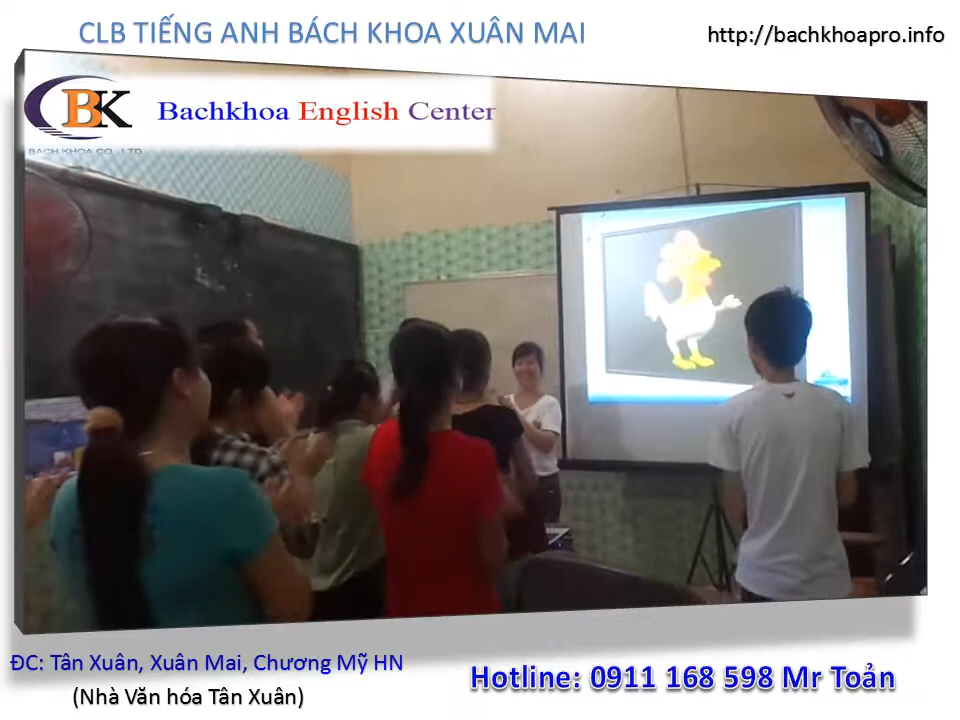 CLB TIẾNG ANH BÁCH KHOA XUÂN MAI
http://bachkhoapro.info
BK
Bachkhoa English Center
BACH KHOA CO .,LTD
ĐC: Tân Xuân, Xuân Mai, Chương Mỹ HN
(Nhà Văn hóa Tân Xuân)
Hotline: 0911 168 598 Mr Toản